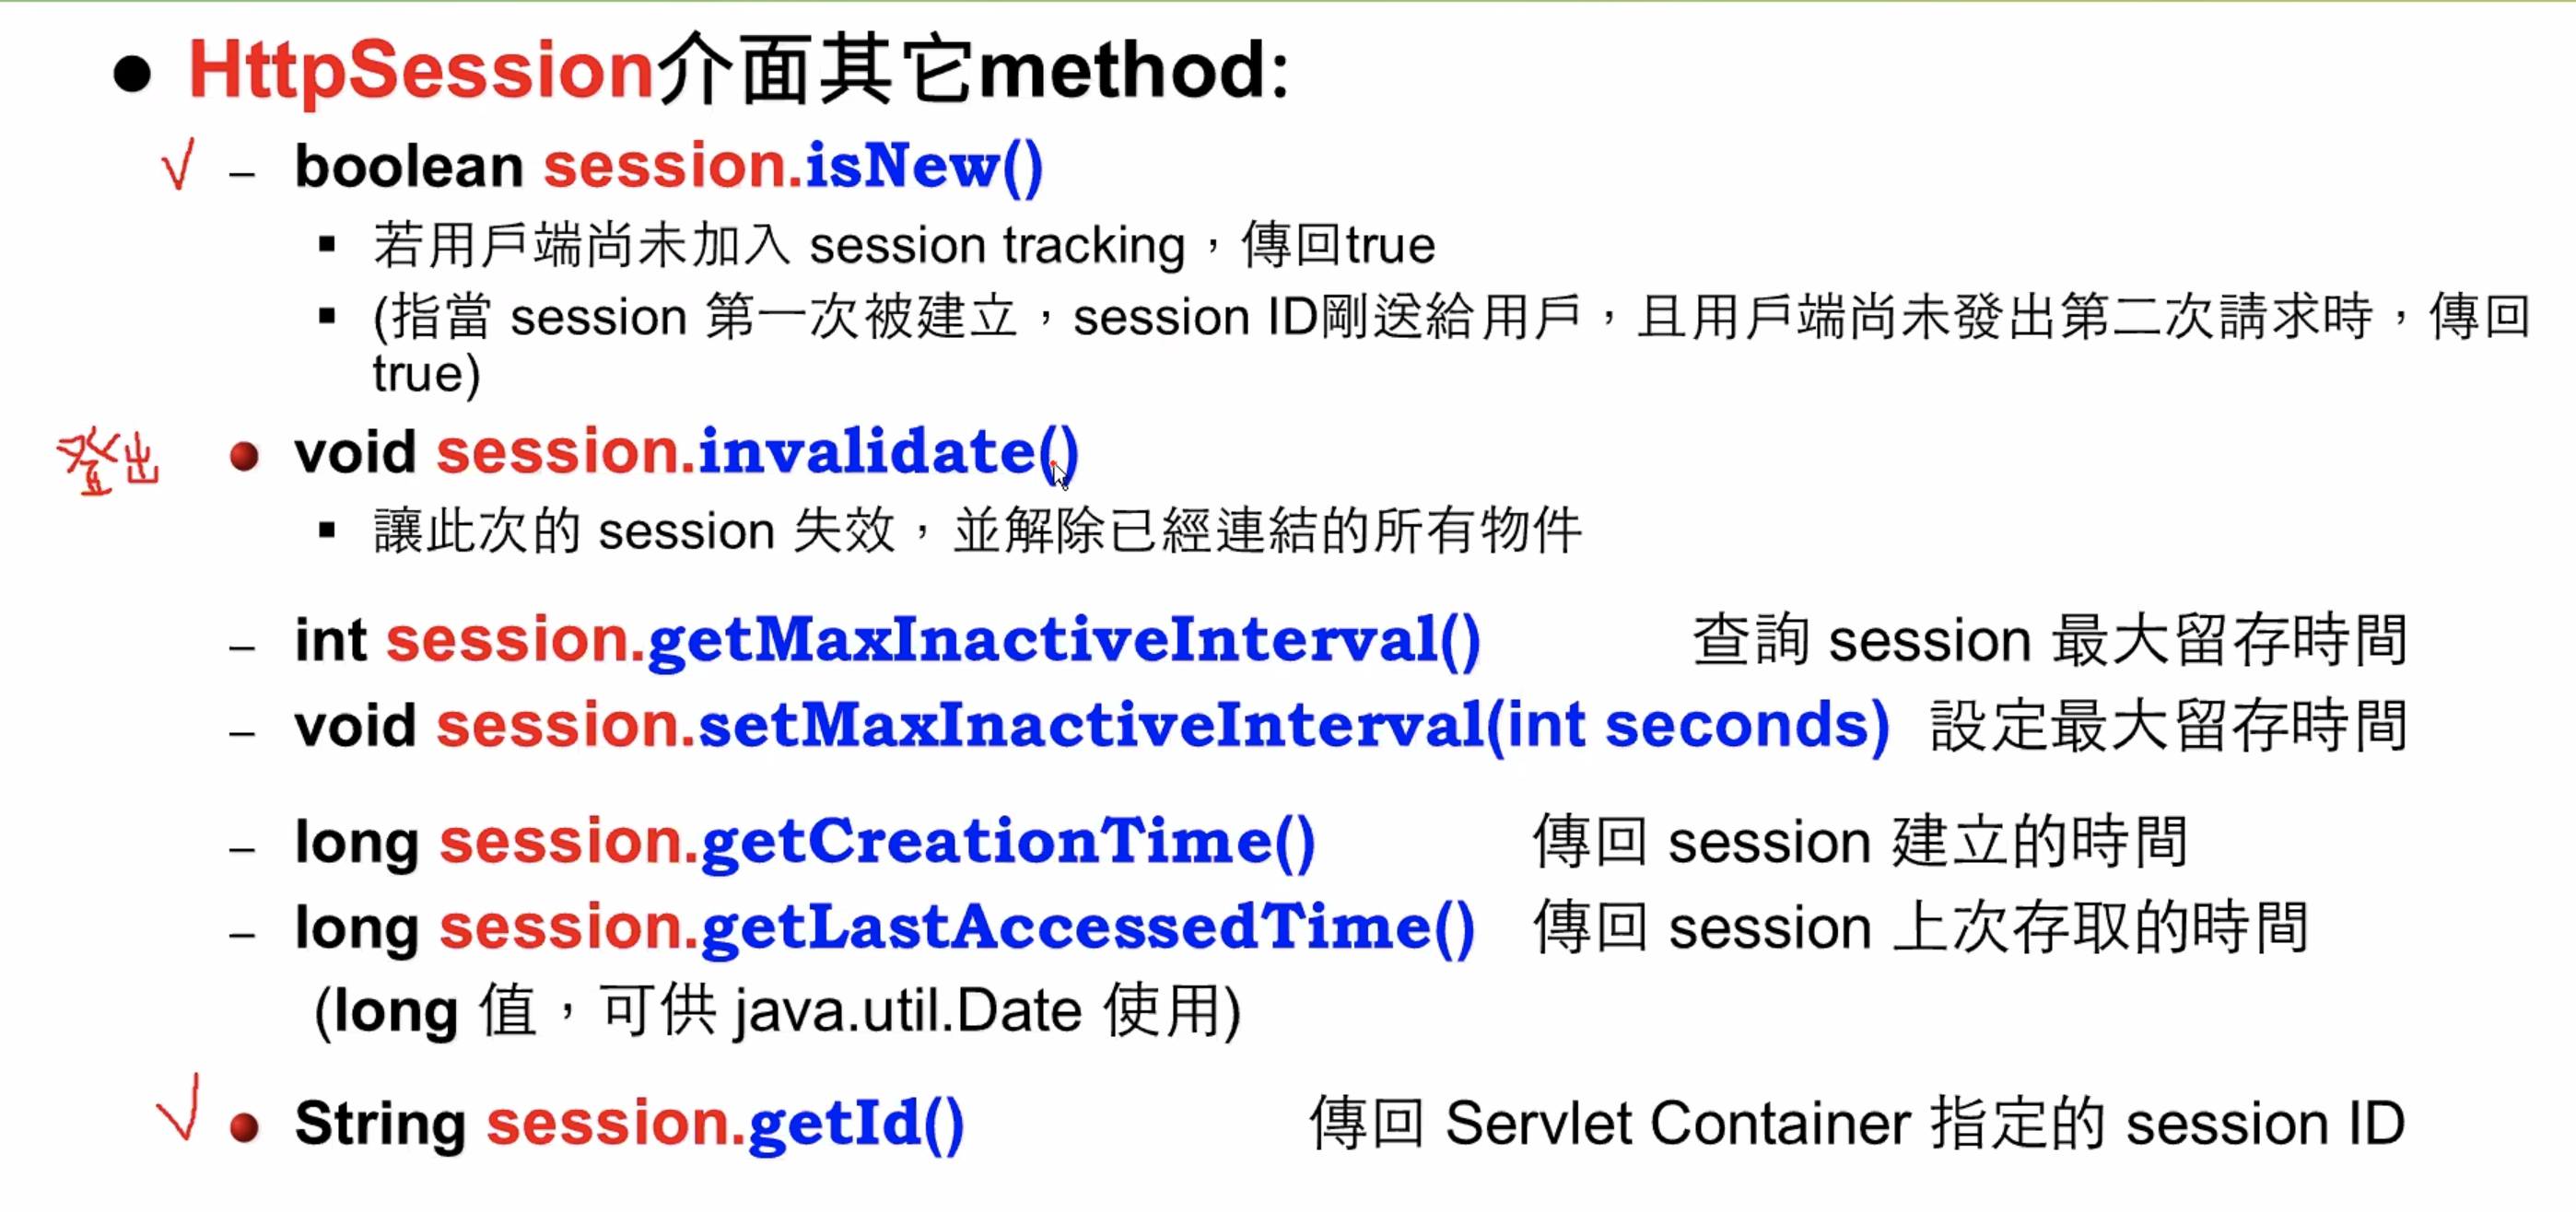 ● HttpSession介面其它method:
√ – boolean session.isNew()
▪ 若用戶端尚未加入 session tracking，傳回true
▪ (指當 session 第一次被建立，session ID剛送給用戶，且用戶端尚未發出第二次請求時，傳回
true)
登出 ● void session.invalidate()
▪ 讓此次的 session 失效，並解除已經連結的所有物件
– int session.getMaxInactiveInterval() 查詢 session 最大留存時間
– void session.setMaxInactiveInterval(int seconds) 設定最大留存時間
– long session.getCreationTime() 傳回 session 建立的時間
– long session.getLastAccessedTime() 傳回 session 上次存取的時間
(long 值，可供 java.util.Date 使用)
√ ● String session.getId() 傳回 Servlet Container 指定的 session ID